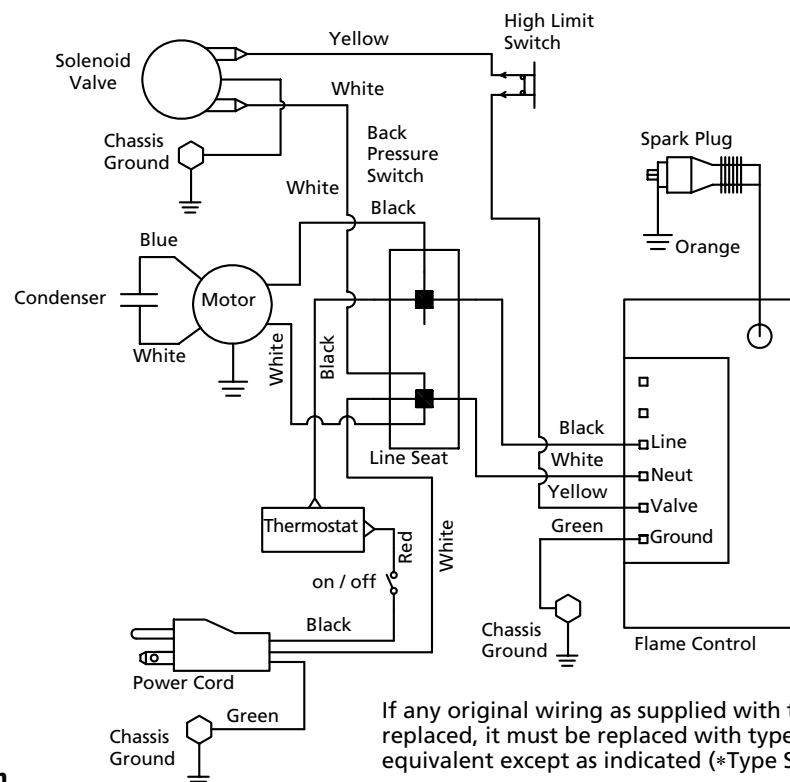 High Limit
Switch
Yellow
Solenoid
Valve
White
Chassis
Ground
Back
Pressure
Switch
Spark Plug
White
Black
Blue
Orange
Condenser
Motor
White
White
Black
Line Seat
Black
Line
White
Neut
Yellow
Valve
Green
Ground
Thermostat
Red
White
on / off
Black
Chassis
Ground
Flame Control
Power Cord
Green
Chassis
Ground
If any original wiring as supplied with
replaced, it must be replaced with type
equivalent except as indicated (*Type S